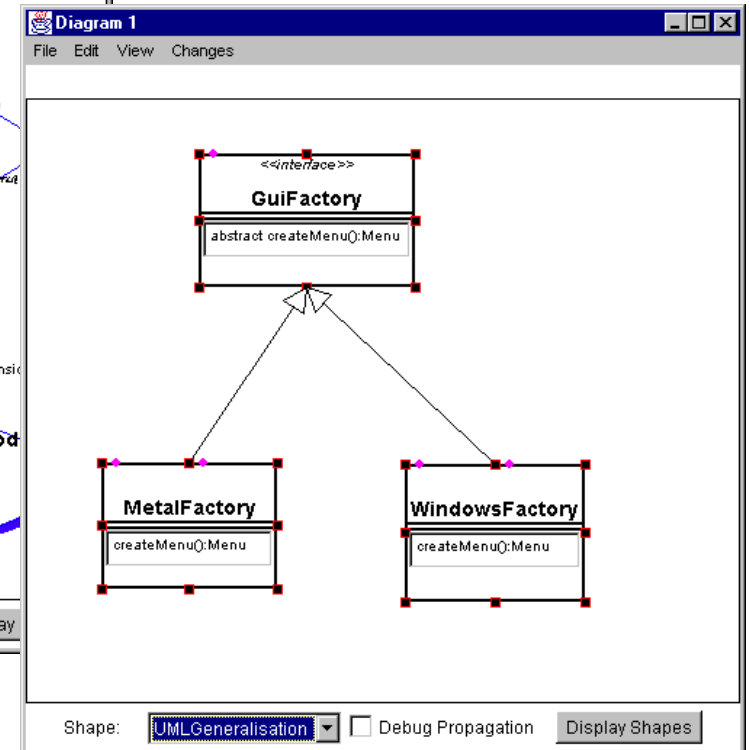 Diagram 1
File Edit View Changes
<<interface>>
GuiFactory
abstract createMenu():Menu
MetalFactory
createMenu():Menu
WindowsFactory
createMenu():Menu
ay
Shape: UMLGeneralisation Debug Propagation Display Shapes